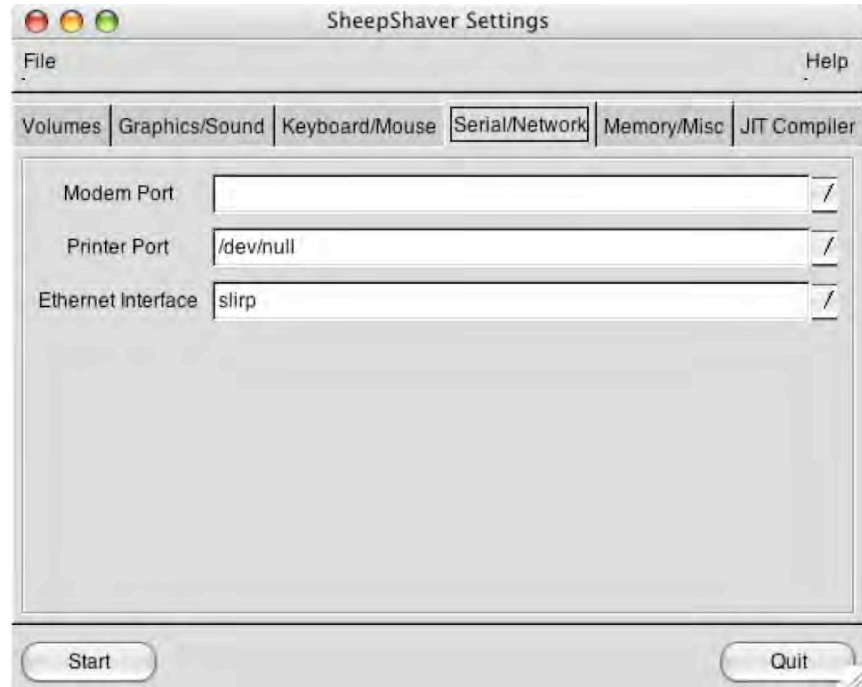 SheepShaver Settings
File Help
Volumes Graphics/Sound Keyboard/Mouse Serial/Network Memory/Misc JIT Compiler
Modem Port /
Printer Port /dev/null /
Ethernet Interface slirp /
Start Quit